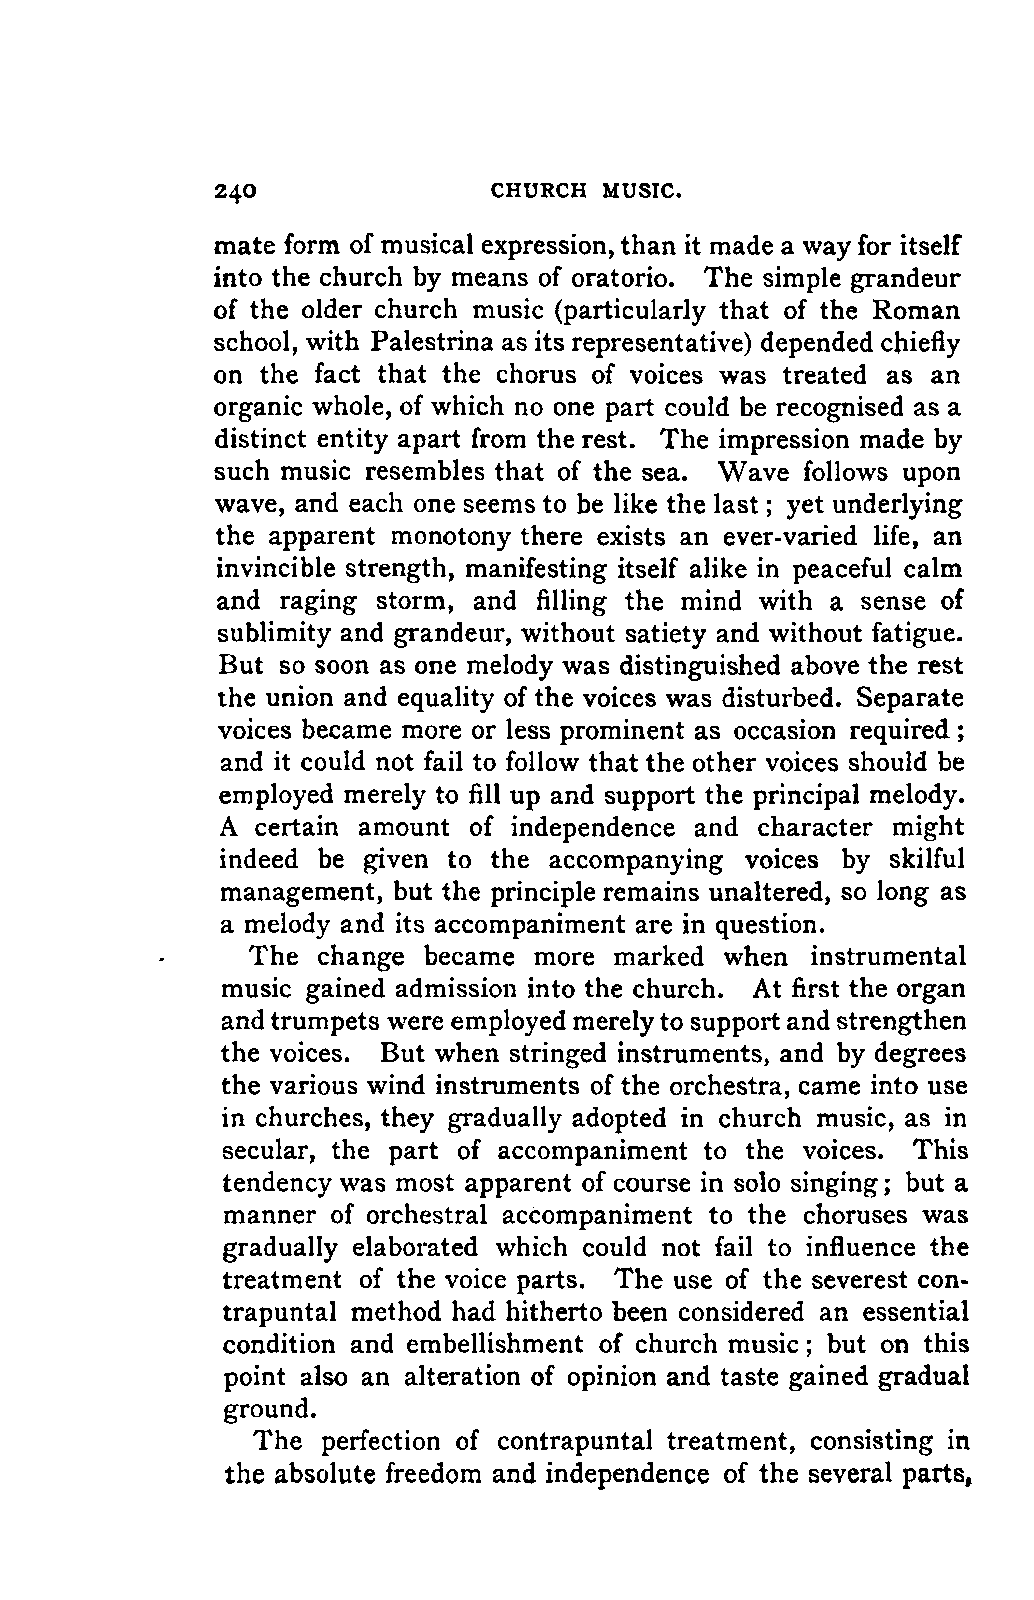 240 CHURCH MUSIC.
mate form of musical expression, than it made a way for itself
into the church by means of oratorio. The simple grandeur
of the older church music (particularly that of the Roman
school, with Palestrina as its representative) depended chiefly
on the fact that the chorus of voices was treated as an
organic whole, of which no one part could be recognised as a
distinct entity apart from the rest. The impression made by
such music resembles that of the sea. Wave follows upon
wave, and each one seems to be like the last ; yet underlying
the apparent monotony there exists an ever-varied life, an
invincible strength, manifesting itself alike in peaceful calm
and raging storm, and filling the mind with a sense of
sublimity and grandeur, without satiety and without fatigue.
But so soon as one melody was distinguished above the rest
the union and equality of the voices was disturbed. Separate
voices became more or less prominent as occasion required ;
and it could not fail to follow that the other voices should be
employed merely to fill up and support the principal melody.
A certain amount of independence and character might
indeed be given to the accompanying voices by skilful
management, but the principle remains unaltered, so long as
a melody and its accompaniment are in question.
The change became more marked when instrumental
music gained admission into the church. At first the organ
and trumpets were employed merely to support and strengthen
the voices. But when stringed instruments, and by degrees
the various wind instruments of the orchestra, came into use
in churches, they gradually adopted in church music, as in
secular, the part of accompaniment to the voices. This
tendency was most apparent of course in solo singing ; but a
manner of orchestral accompaniment to the choruses was
gradually elaborated which could not fail to influence the
treatment of the voice parts. The use of the severest con-
trapuntal method had hitherto been considered an essential
condition and embellishment of church music ; but on this
point also an alteration of opinion and taste gained gradual
ground.
The perfection of contrapuntal treatment, consisting in
the absolute freedom and independence of the several parts,